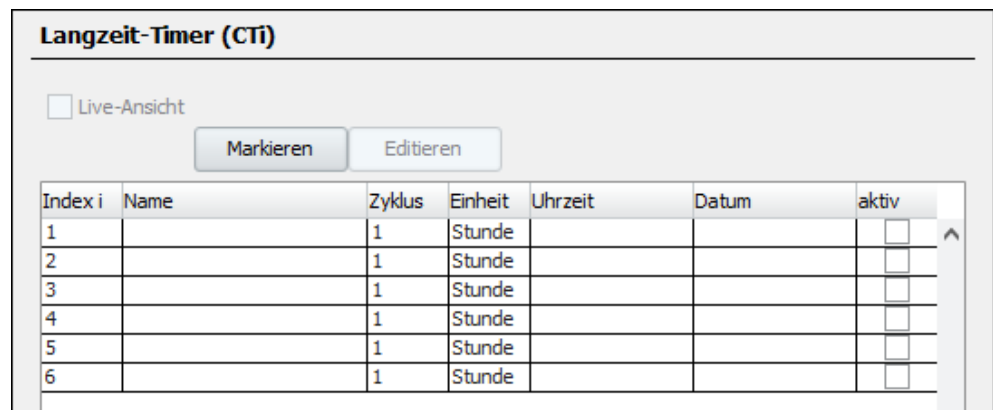 Langzeit-Timer (CTi)
Live-Ansicht
Markieren Editieren
Index i Name Zyklus Einheit Uhrzeit Datum aktiv
1 1 Stunde
2 1 Stunde
3 1 Stunde
4 1 Stunde
5 1 Stunde
6 1 Stunde